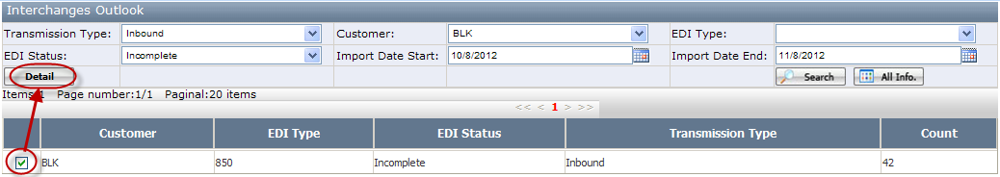 Interchanges Outlook
Transmission Type: Inbound Customer: BLK EDI Type:
EDI Status: Incomplete Import Date Start: 10/8/2012 Import Date End: 11/8/2012
Detail Search All Info.
Items:1 Page number:1/1 Paginal:20 items
<< < 1 > >>
Customer EDI Type EDI Status Transmission Type Count
BLK 850 Incomplete Inbound 42